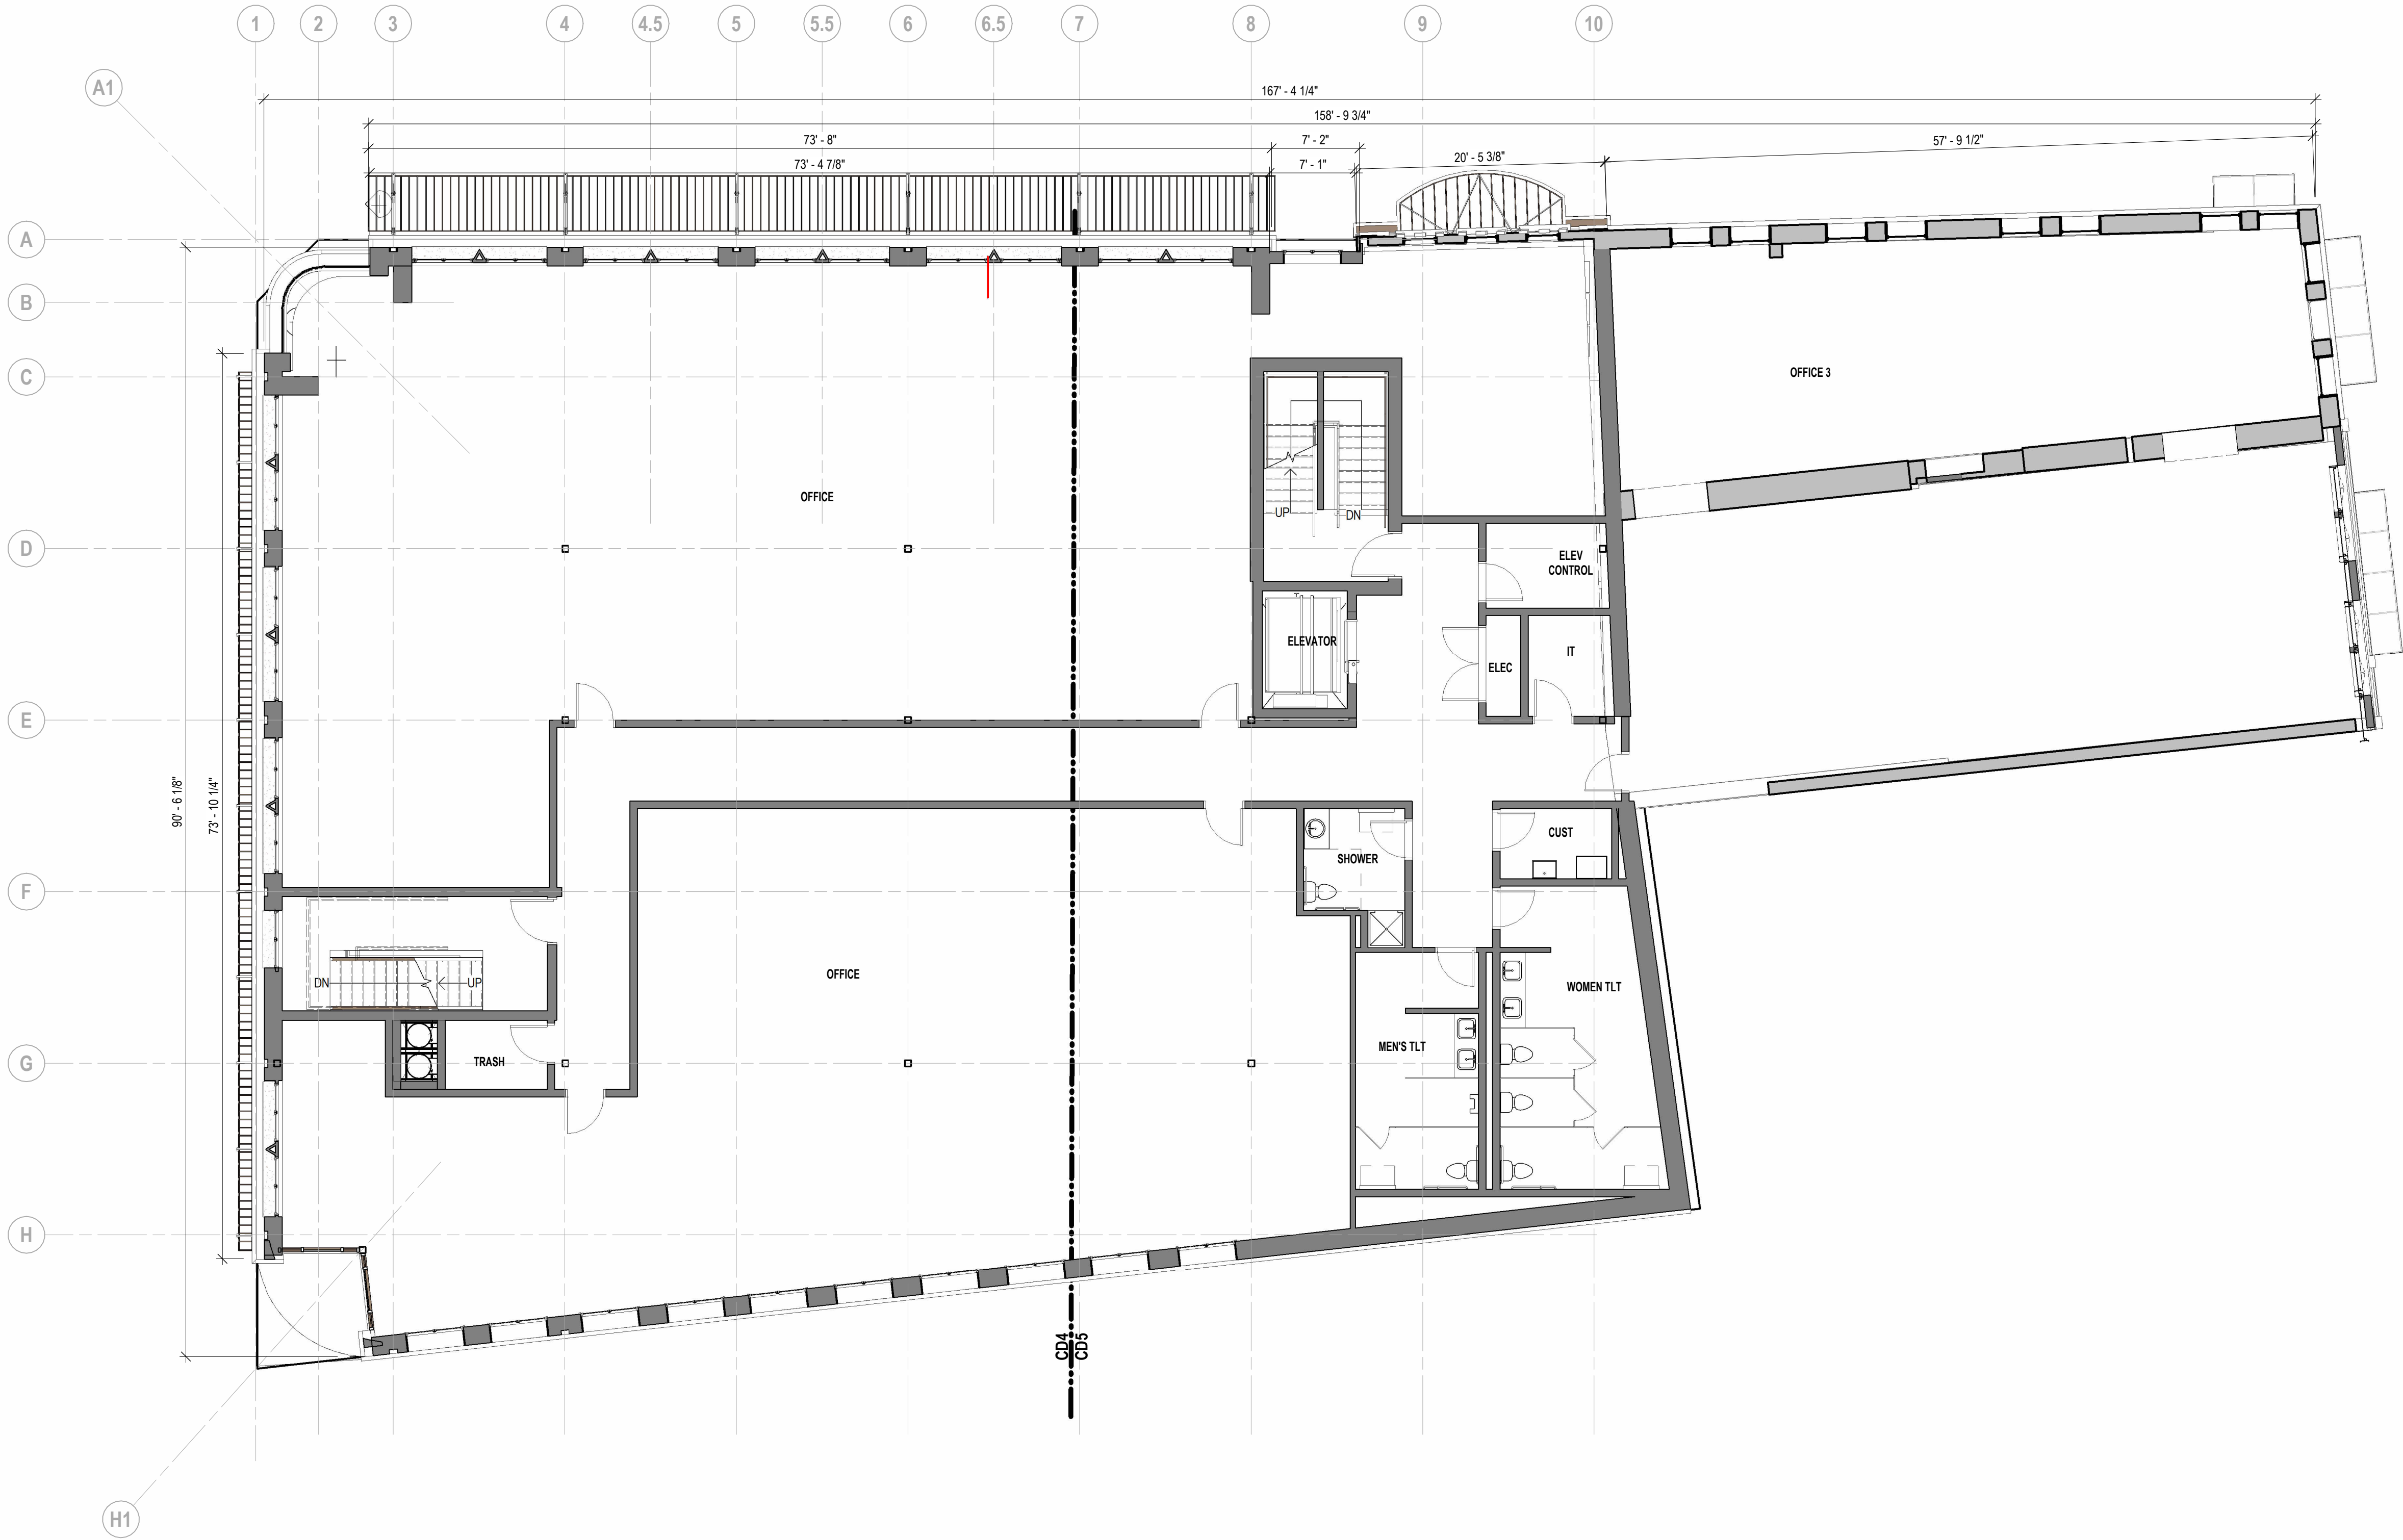 1 2 3 4 4.5 5 5.5 6 6.5 7 8 9 10
A1
167' - 4 1/4"
158' - 9 3/4"
73' - 8" 7' - 2" 57' - 9 1/2"
73' - 4 7/8" 7' - 1" 20' - 5 3/8"
A
B
C
OFFICE 3
OFFICE
UP DN
D
ELEV
CONTROL
ELEVATOR
ELEC
IT
E
90' - 6 1/8"
73' - 10 1/4"
SHOWER
CUST
F
OFFICE
DN UP
WOMEN TLT
MEN'S TLT
G
TRASH
H
CD4
CD5
H1